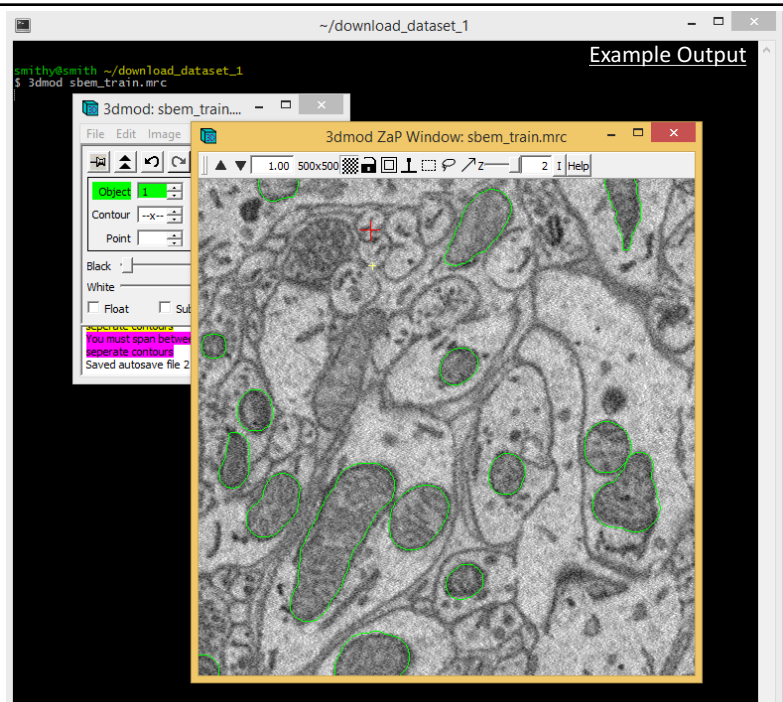 ~/download_dataset_1
Example Output
smithy@smith ~/download_dataset_1
$ 3dmod sbem_train.mrc
3dmod: sbem_train....
File Edit Image
3dmod ZaP Window: sbem_train.mrc
1.00 500x500 Z 2 I Help
Object 1
Contour --x--
Point
Black
White
Float Sub
seperate contours
You must span betwee
seperate contours
Saved autosave file 2